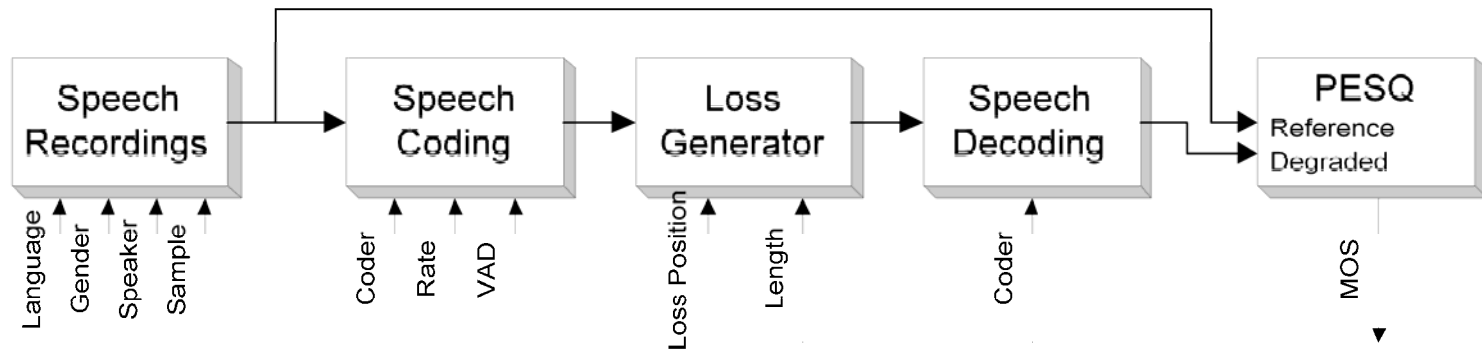 Speech
Recordings
Speech
Coding
Loss
Generator
Speech
Decoding
PESQ
Reference
Degraded
Language
Gender
Speaker
Sample
Coder
Rate
VAD
Loss Position
Length
Coder
MOS